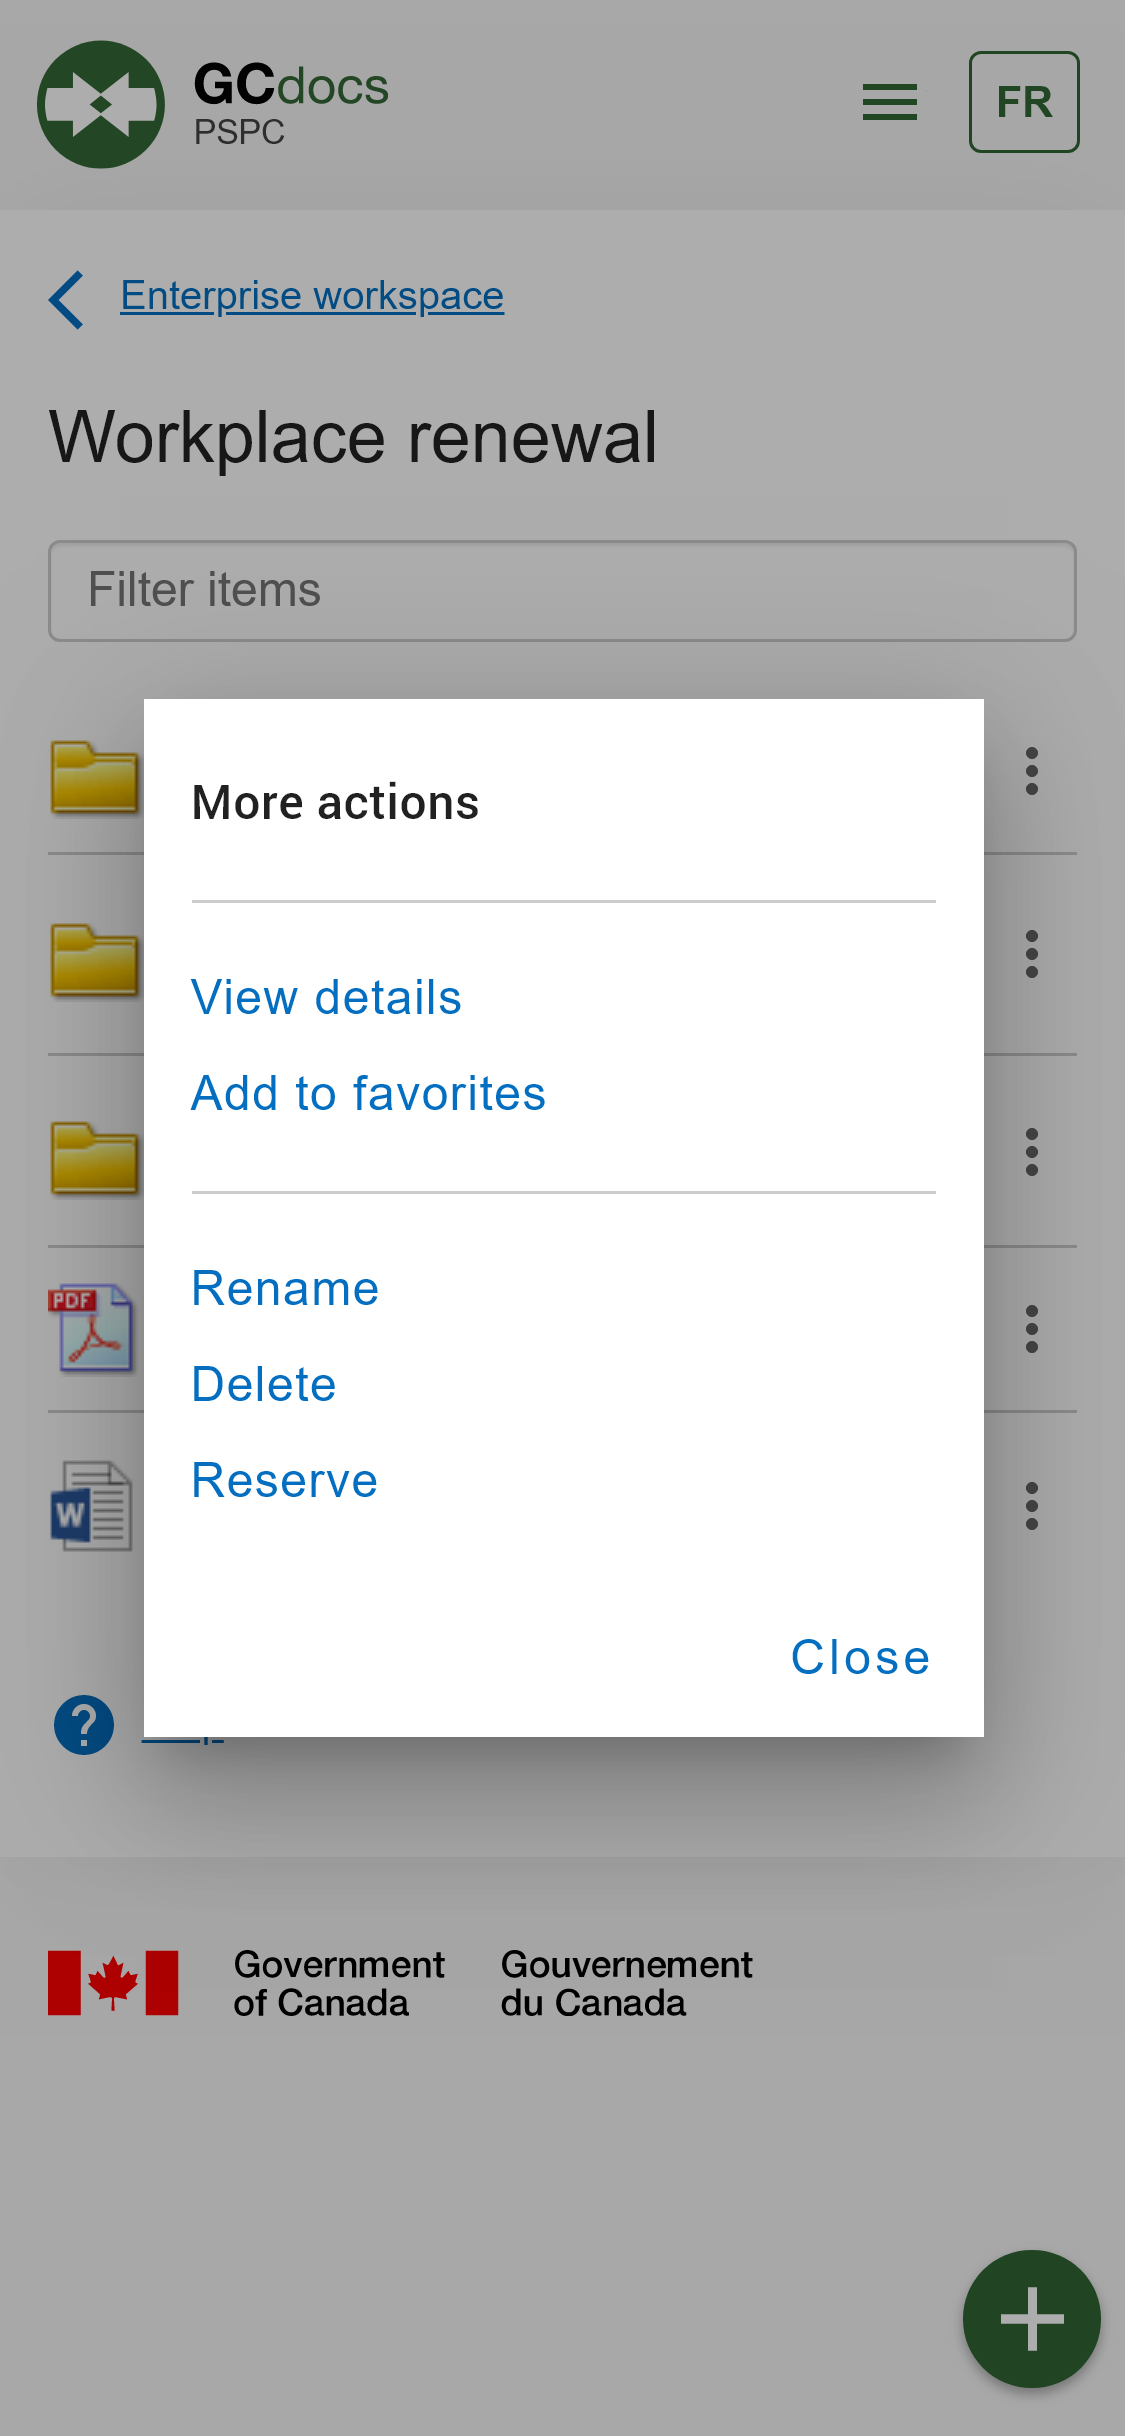 GCdocs
PSPC
FR
Enterprise workspace
Workplace renewal
Filter items
More actions
View details
Add to favorites
PDF
Rename
Delete
Reserve
W
Close
?
Government of Canada
Gouvernement du Canada